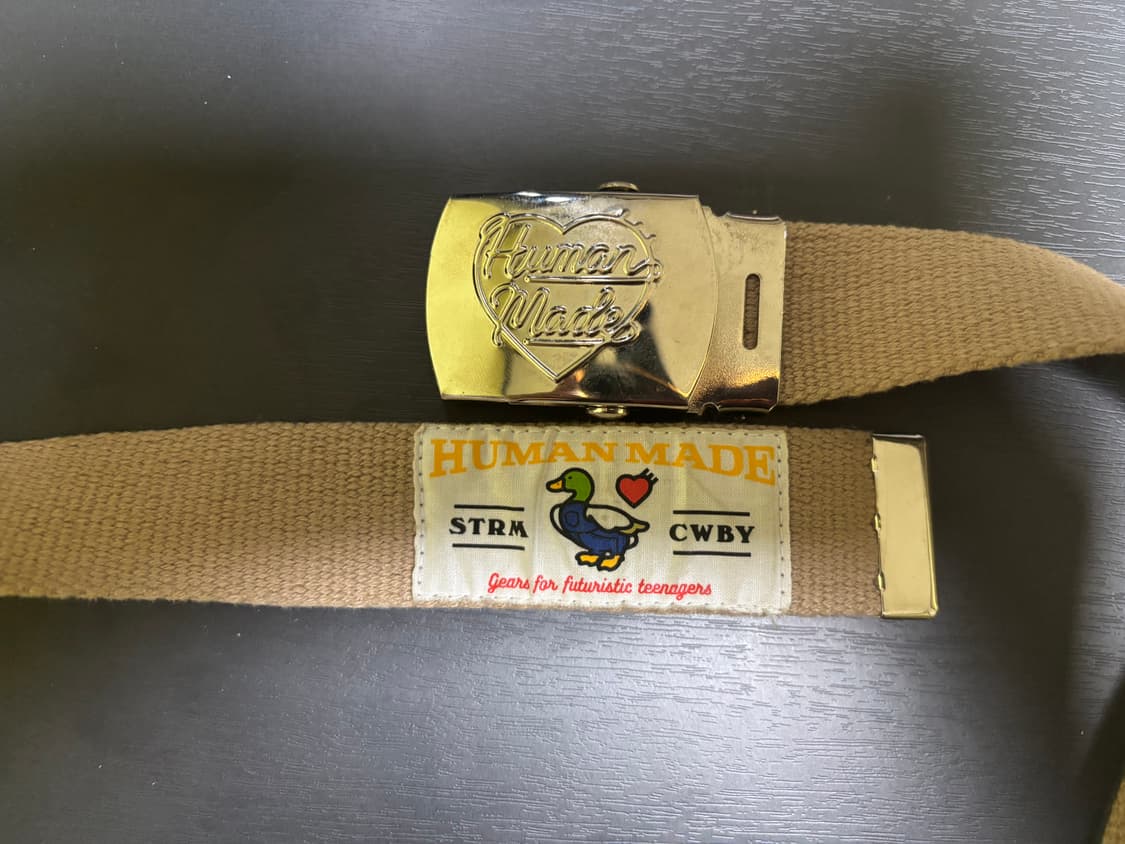 Human
Made
HUMAN MADE
STRM CWBY
Gears for futuristic teenagers